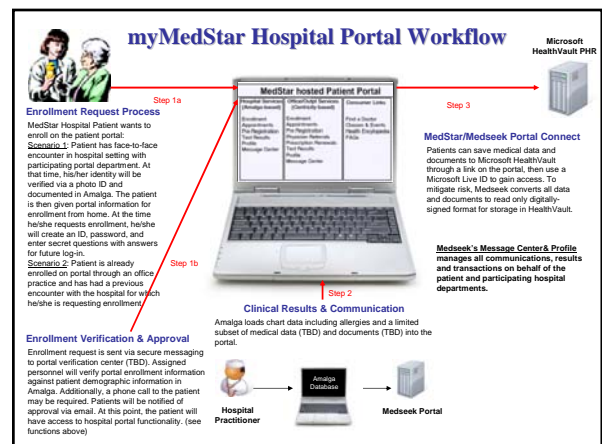 myMedStar Hospital Portal Workflow
Microsoft
HealthVault PHR
Step 1a
Step 3
MedStar hosted Patient Portal
Hospital Services
(Amalga-based)
Enrollment
Appointments
Pre Registration
Test Results
Profile
Message Center
Office/Outpt Services
(Centricity-based)
Enrollment
Appointments
Pre Registration
Physician Referrals
Prescription Renewals
Test Results
Profile
Message Center
Consumer Links
Find a Doctor
Classes & Events
Health Encyclopedia
FAQs
Enrollment Request Process
MedStar Hospital Patient wants to
enroll on the patient portal:
Scenario 1: Patient has face-to-face
encounter in hospital setting with
participating portal department. At
that time, his/her identity will be
verified via a photo ID and
documented in Amalga. The patient
is then given portal information for
enrollment from home. At the time
he/she requests enrollment, he/she
will create an ID, password, and
enter secret questions with answers
for future log-in.
Scenario 2: Patient is already
enrolled on portal through an office
practice and has had a previous
encounter with the hospital for which
he/she is requesting enrollment.
Step 1b
MedStar/Medseek Portal Connect
Patients can save medical data and
documents to Microsoft HealthVault
through a link on the portal, then use a
Microsoft Live ID to gain access. To
mitigate risk, Medseek converts all data
and documents to read only digitally-
signed format for storage in HealthVault.
Medseek's Message Center& Profile
manages all communications, results
and transactions on behalf of the
patient and participating hospital
departments.
Step 2
Clinical Results & Communication
Amalga loads chart data including allergies and a limited
subset of medical data (TBD) and documents (TBD) into the
portal.
Enrollment Verification & Approval
Enrollment request is sent via secure messaging
to portal verification center (TBD). Assigned
personnel will verify portal enrollment information
against patient demographic information in
Amalga. Additionally, a phone call to the patient
may be required. Patients will be notified of
approval via email. At this point, the patient will
have access to hospital portal functionality. (see
functions above)
Amalga
Database
Hospital
Practitioner
Medseek Portal